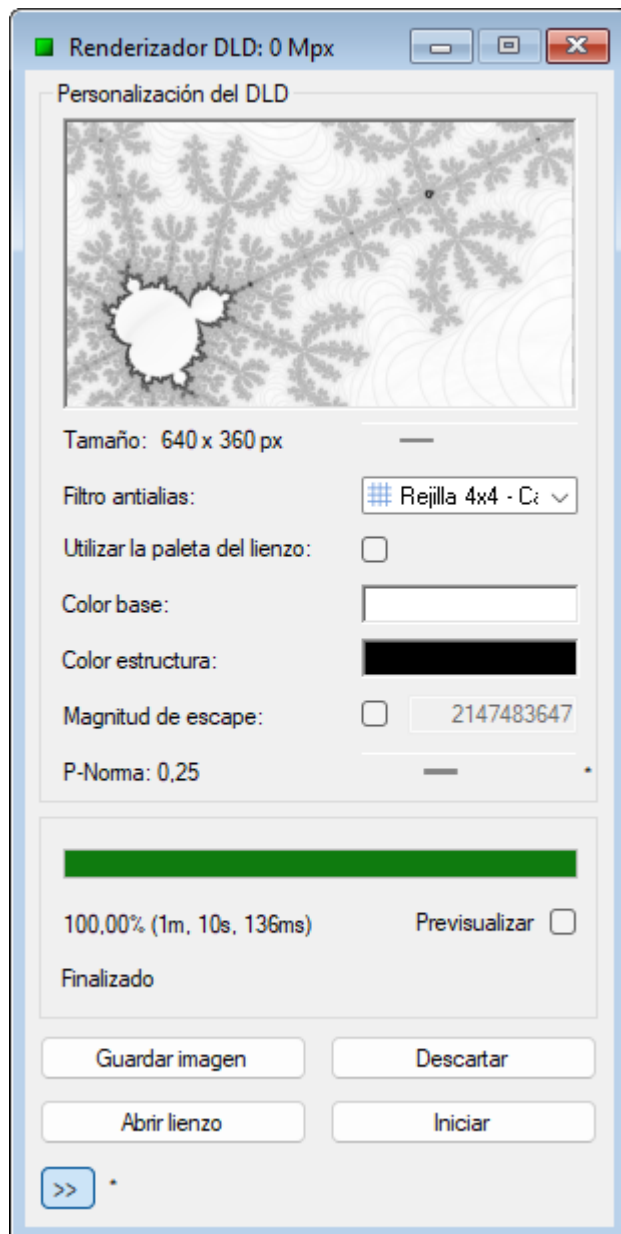 Renderizador DLD: 0 Mpx
Personalización del DLD
Tamaño: 640 x 360 px
Filtro antialias: Rejilla 4x4 - Ca
Utilizar la paleta del lienzo:
Color base:
Color estructura:
Magnitud de escape: 2147483647
P-Norma: 0,25 *
100,00% (1m, 10s, 136ms) Previsualizar
Finalizado
Guardar imagen Descartar
Abrir lienzo Iniciar
>> *